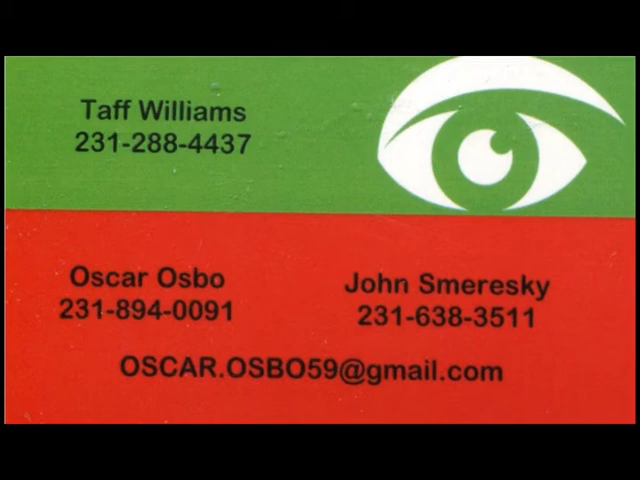 Taff Williams
231-288-4437
Oscar Osbo
231-894-0091
John Smeresky
231-638-3511
OSCAR.OSBO59@gmail.com